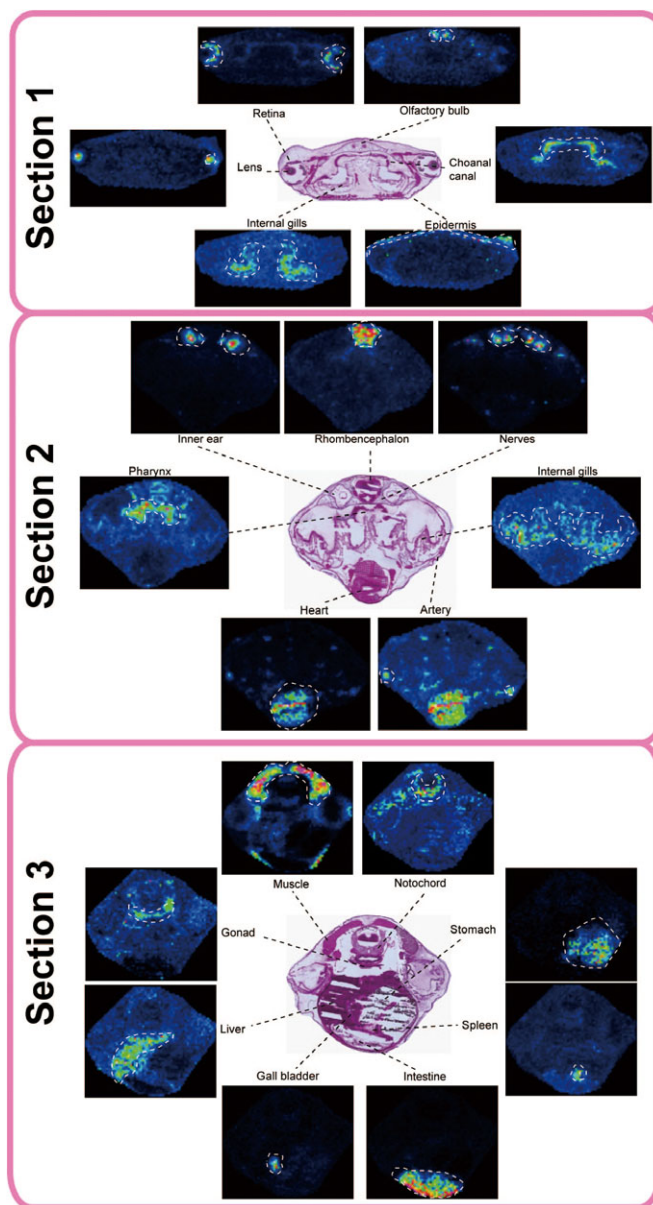 Section 1
Retina
Olfactory bulb
Lens
Choanal
canal
Internal gills
Epidermis
Section 2
Inner ear
Rhombencephalon
Nerves
Pharynx
Internal gills
Heart
Artery
Section 3
Muscle
Notochord
Gonad
Stomach
Liver
Spleen
Gall bladder
Intestine